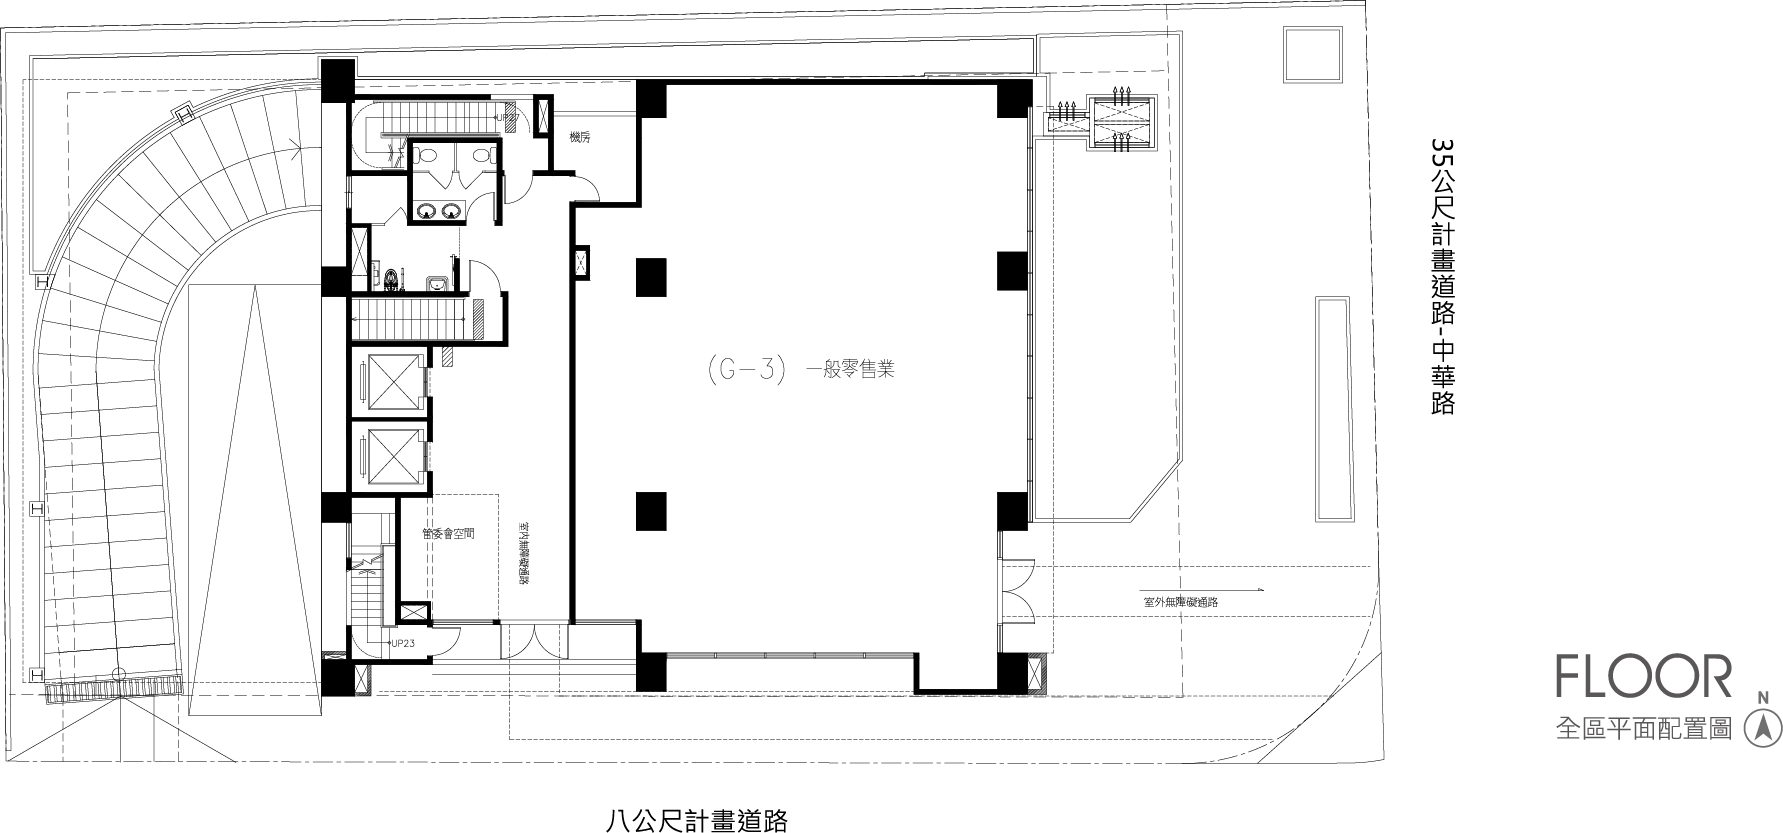 UP27
機房
35公尺計畫道路-中華路
(G-3) 一般零售業
管委會空間
室內無障礙通路
室外無障礙通路
UP23
FLOOR
全區平面配置圖
N
八公尺計畫道路